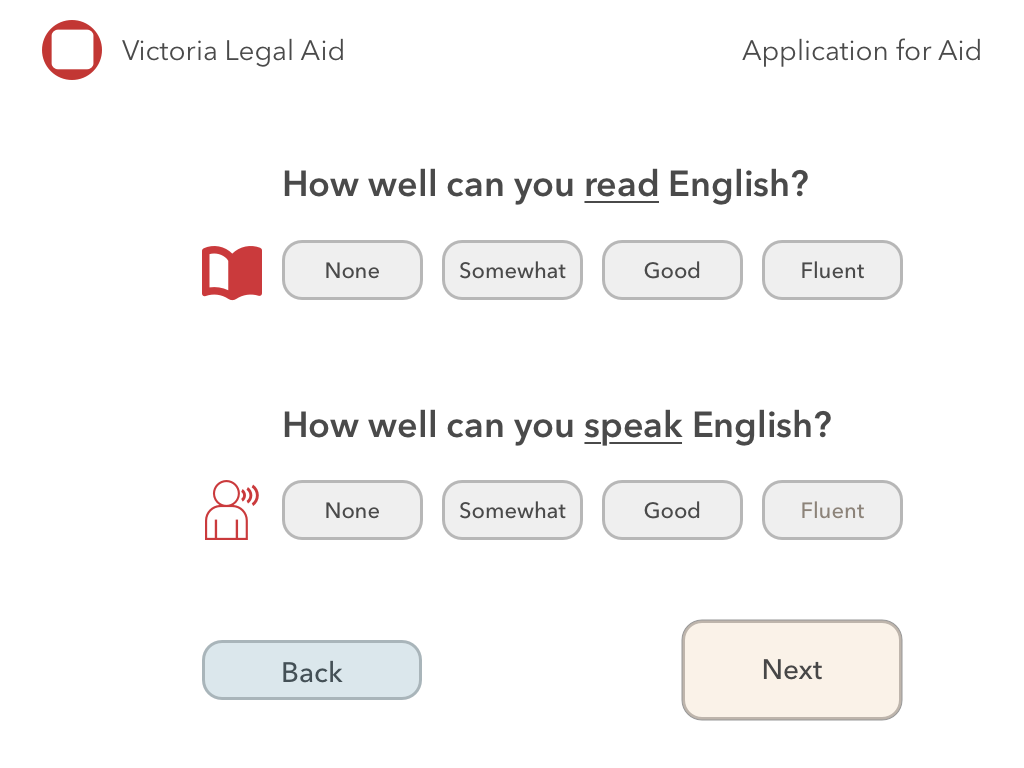 Victoria Legal Aid
Application for Aid
How well can you read English?
None Somewhat Good Fluent
How well can you speak English?
None Somewhat Good Fluent
Back Next